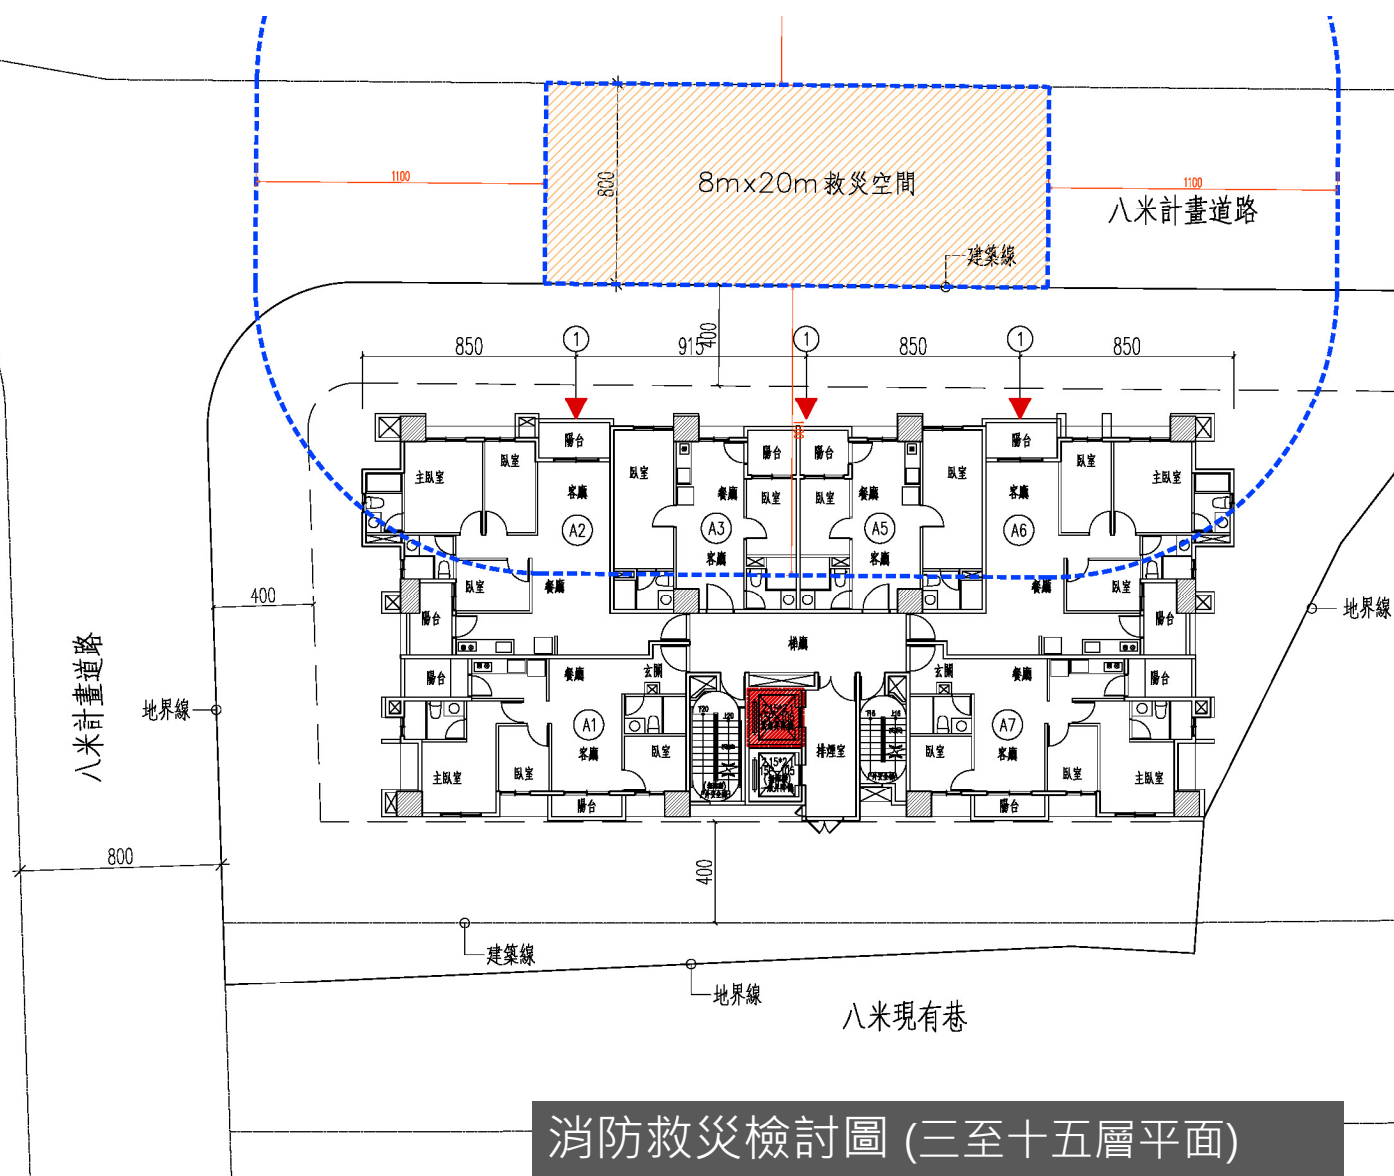 1100
800
8mx20m 救災空間
1100
八米計畫道路
建築線
400
850
1
915
1
850
1
850
陽台
陽台
陽台
陽台
主臥室
臥室
客廳
臥室
餐廳
臥室
臥室
餐廳
臥室
客廳
臥室
主臥室
A2
A3
客廳
A5
客廳
A6
臥室
餐廳
餐廳
臥室
400
陽台
梯廳
陽台
地界線
八米計畫道路
陽台
餐廳
玄關
玄關
餐廳
陽台
地界線
A1
客廳
臥室
臥室
主臥室
排煙室
A7
客廳
臥室
臥室
主臥室
陽台
陽台
800
400
建築線
地界線
八米現有巷
消防救災檢討圖 (三至十五層平面)